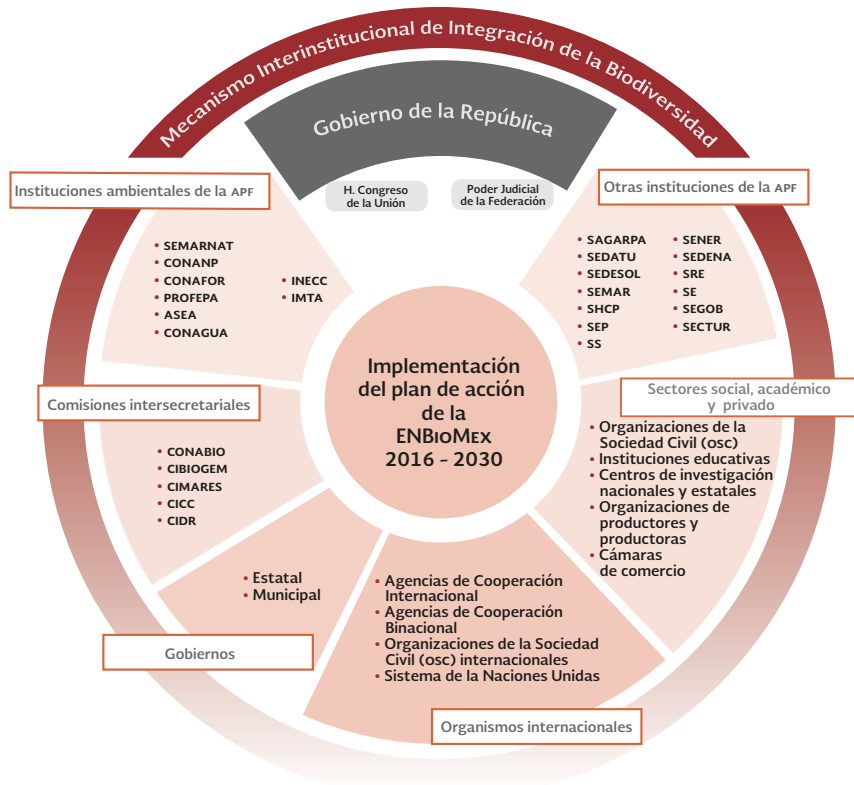 Mecanismo Interinstitucional de Integración de la Biodiversidad
Gobierno de la República
H. Congreso
de la Unión
Poder Judicial
de la Federación
Instituciones ambientales de la APF
• SEMARNAT
• CONANP
• CONAFOR
• PROFEPA
• ASEA
• CONAGUA
• INECC
• IMTA
Otras instituciones de la APF
• SAGARPA
• SEDATU
• SEDESOL
• SEMAR
• SHCP
• SEP
• SS
• SENER
• SEDENA
• SRE
• SE
• SEGOB
• SECTUR
Implementación
del plan de acción
de la
ENBioMex
2016 - 2030
Comisiones intersecretariales
• CONABIO
• CIBIOGEM
• CIMARES
• CICC
• CIDR
Sectores social, académico
y privado
• Organizaciones de la
Sociedad Civil (osc)
• Instituciones educativas
• Centros de investigación
nacionales y estatales
• Organizaciones de
productores y
productoras
• Cámaras
de comercio
• Estatal
• Municipal
Gobiernos
• Agencias de Cooperación
Internacional
• Agencias de Cooperación
Binacional
• Organizaciones de la Sociedad
Civil (osc) internacionales
• Sistema de la Naciones Unidas
Organismos internacionales